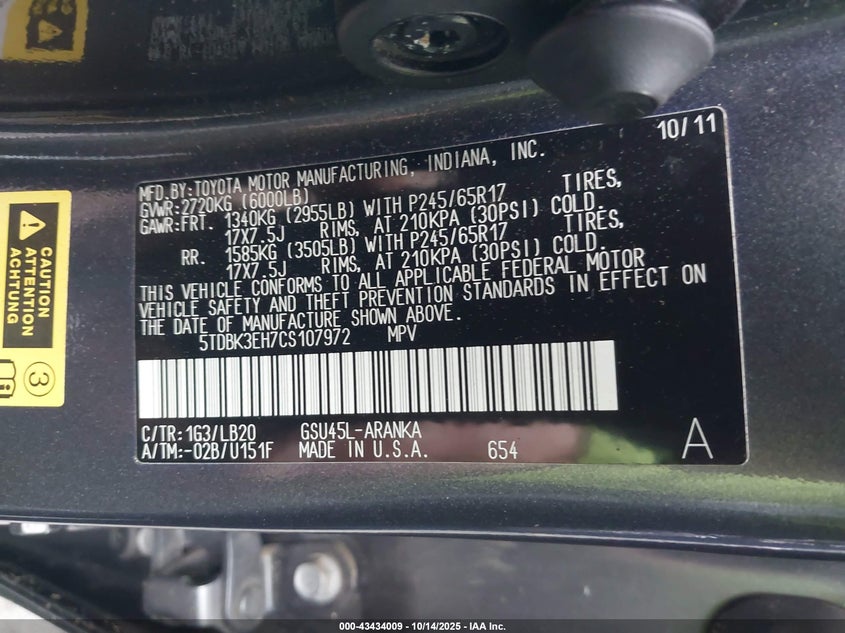 10/11
MFD.BY:TOYOTA MOTOR MANUFACTURING, INDIANA, INC.
GVWR:2720KG (6000LB)
GAWR:FRT. 1340KG (2955LB) WITH P245/65R17 TIRES,
17X7.5J RIMS, AT 210KPA (30PSI) COLD.
RR. 1585KG (3505LB) WITH P245/65R17 TIRES,
17X7.5J RIMS, AT 210KPA (30PSI) COLD.
THIS VEHICLE CONFORMS TO ALL APPLICABLE FEDERAL MOTOR
VEHICLE SAFETY AND THEFT PREVENTION STANDARDS IN EFFECT ON
THE DATE OF MANUFACTURE SHOWN ABOVE.
5TDBK3EH7CS107972 MPV
C/TR:1G3/LB20 GSU45L-ARANKA
A/TM:-02B/U151F MADE IN U.S.A. 654 A
CAUTION
ATTENTION
ACHTUNG
3
000-43434009 | 10/14/2025 | IAA Inc.